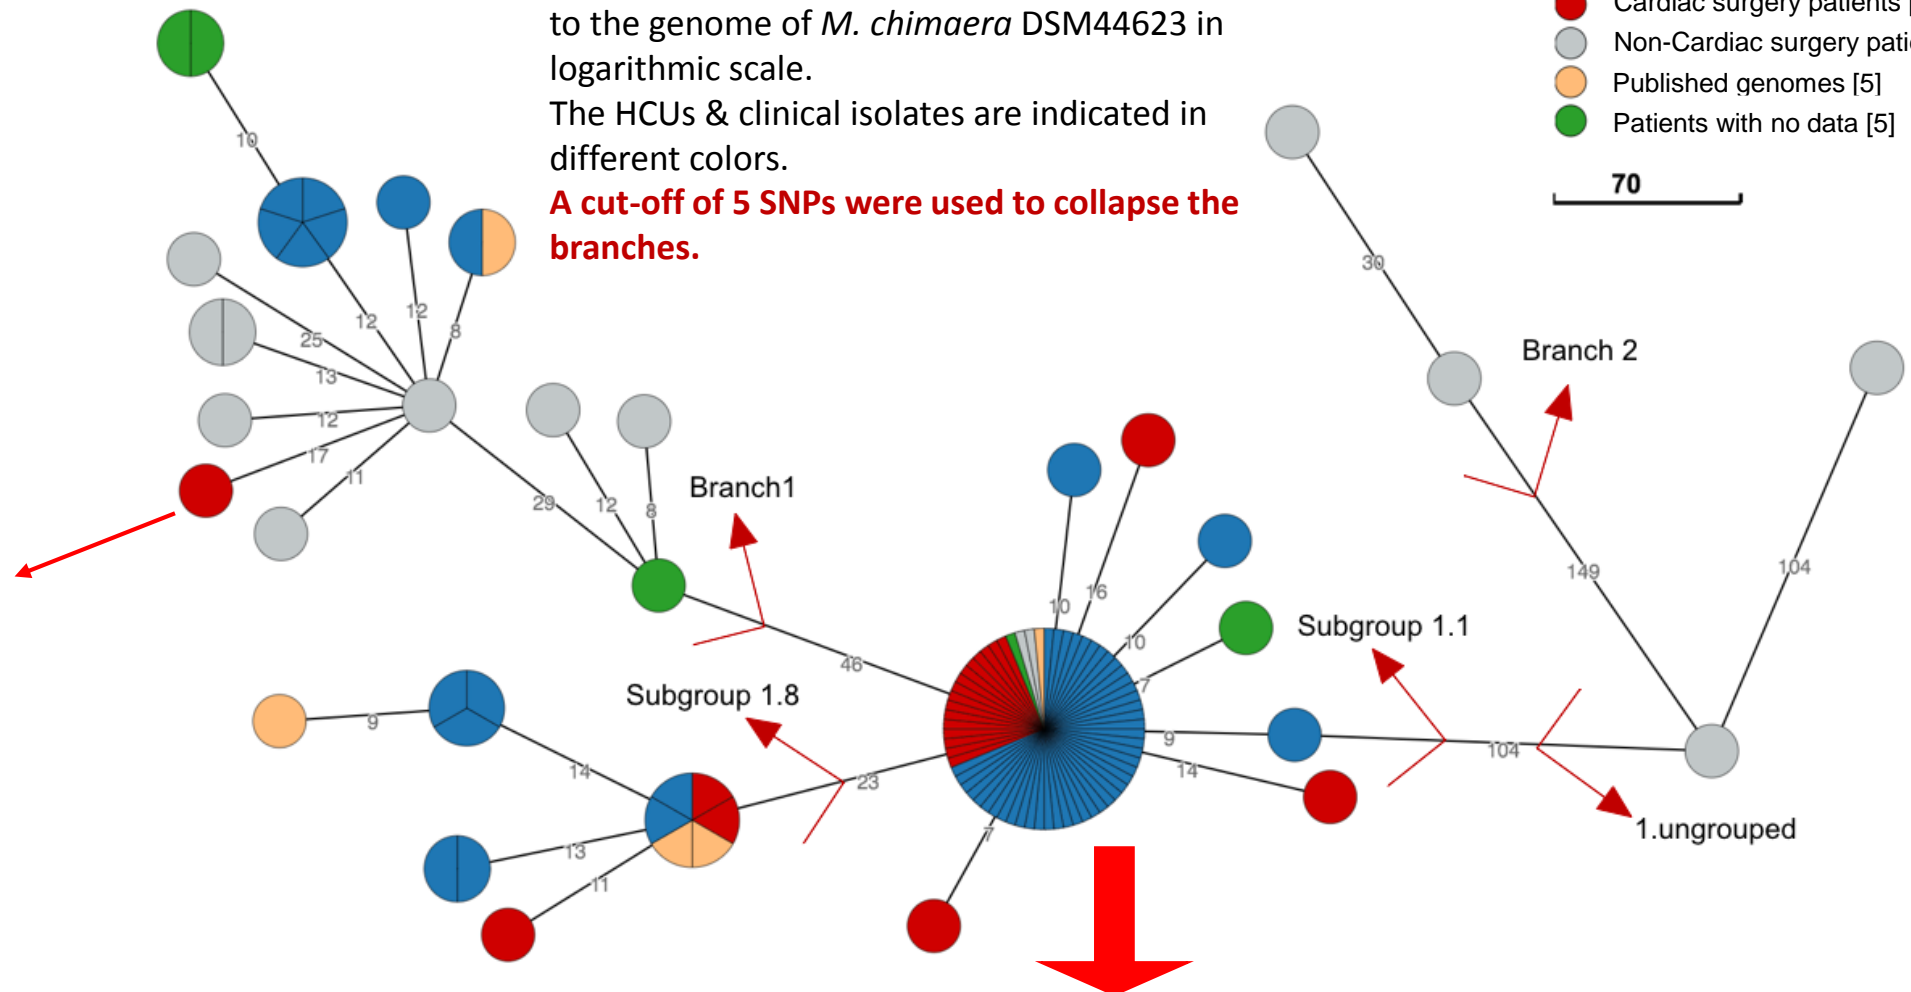 to the genome of M. chimaera DSM44623 in
logarithmic scale.
The HCUs & clinical isolates are indicated in
different colors.
A cut-off of 5 SNPs were used to collapse the
branches.
Cardiac surgery patients
Non-Cardiac surgery
Published genomes [5]
Patients with no data [5]
70
10
12
12
8
25
13
12
17
11
29
12
8
Branch1
46
30
Branch 2
149
104
10
16
10
7
Subgroup 1.1
9
104
14
7
1.ungrouped
Subgroup 1.8
23
9
14
13
11